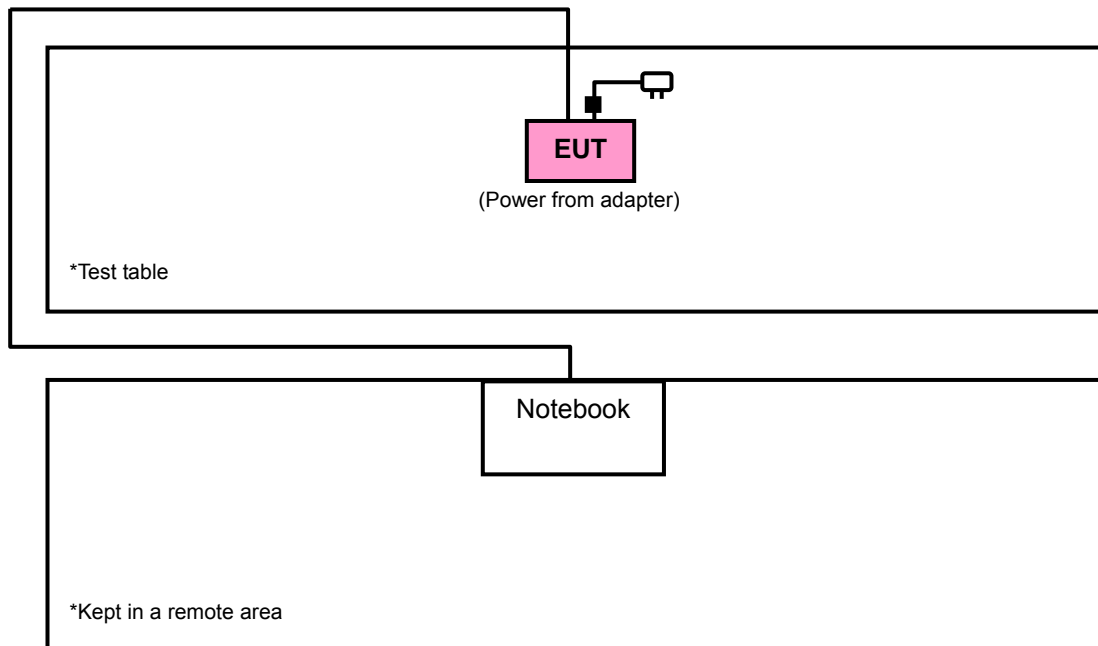 EUT
(Power from adapter)
*Test table
Notebook
*Kept in a remote area